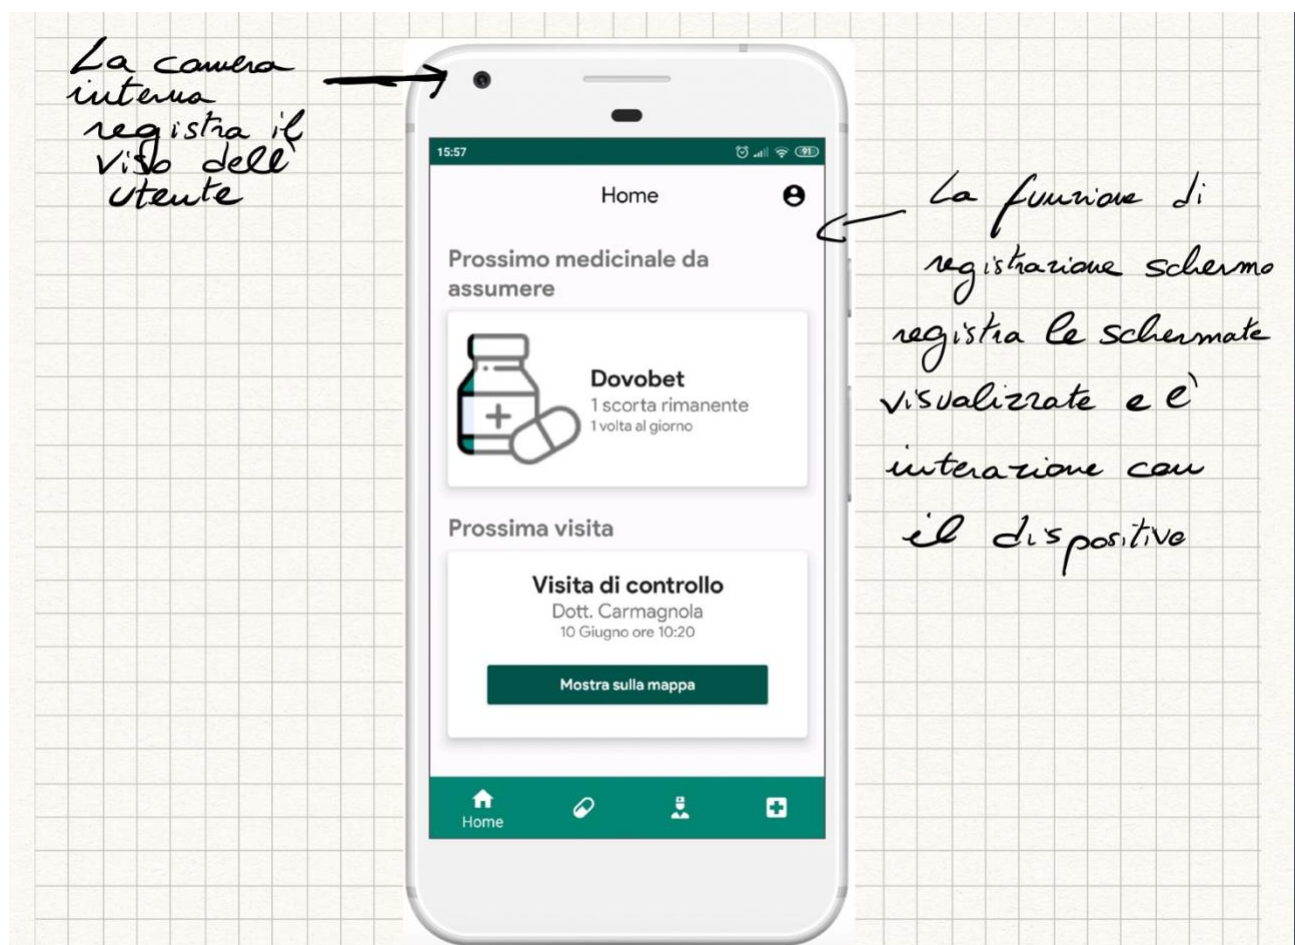 La camera
interna
registra il
viso dell'
utente
15:57
91
Home
La funzione di
registrazione schermo
registra le schermate
visualizzate e l'
interazione con
il dispositivo
Prossimo medicinale da
assumere
Dovobet
1 scorta rimanente
1 volta al giorno
Prossima visita
Visita di controllo
Dott. Carmagnola
10 Giugno ore 10:20
Mostra sulla mappa
Home